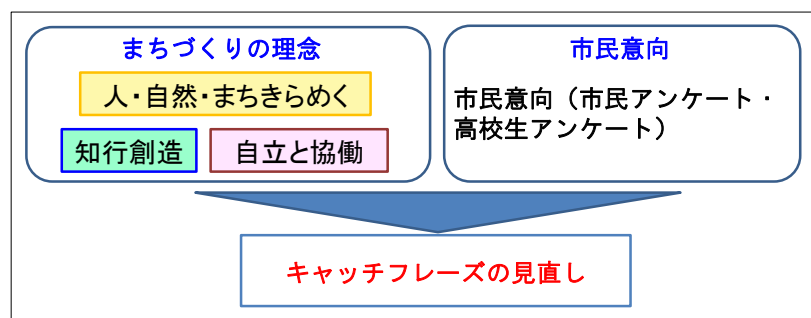 まちづくりの理念
人・自然・まちきらめく
知行創造
自立と協働
市民意向
市民意向（市民アンケート・
高校生アンケート）
キャッチフレーズの見直し